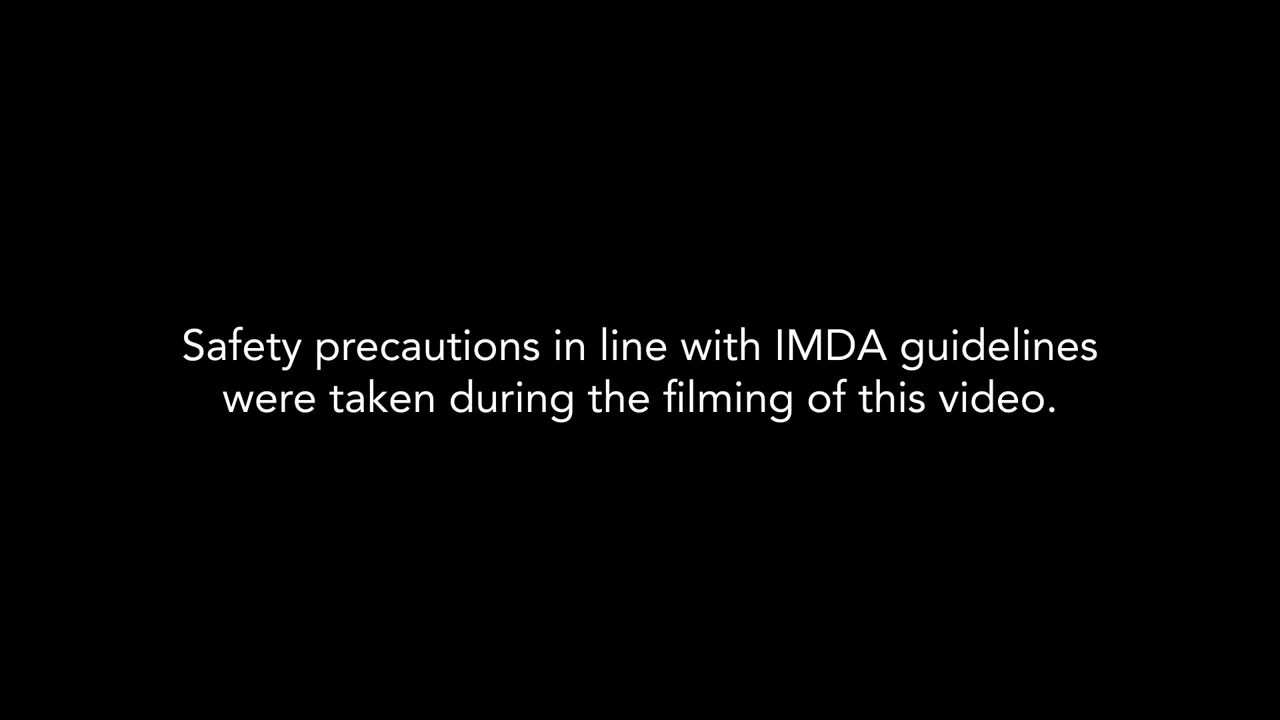 Safety precautions in line with IMDA guidelines
were taken during the filming of this video.